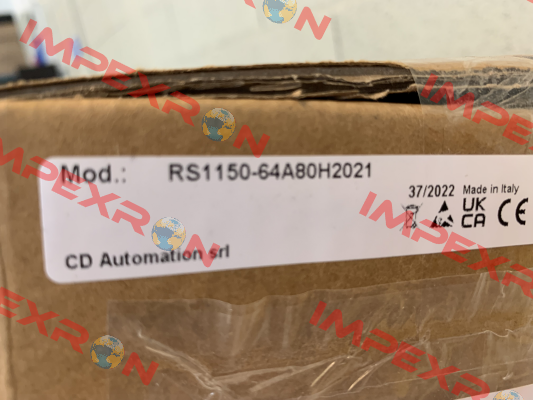 Mod.: RS1150-64A80H2021
37/2022 Made in Italy
UK
CA CE
CD Automation srl
IMPEXRON
IMPEXRON
IMPEXRON
IMPEXRON
IMPEXRON
IMPEXRON